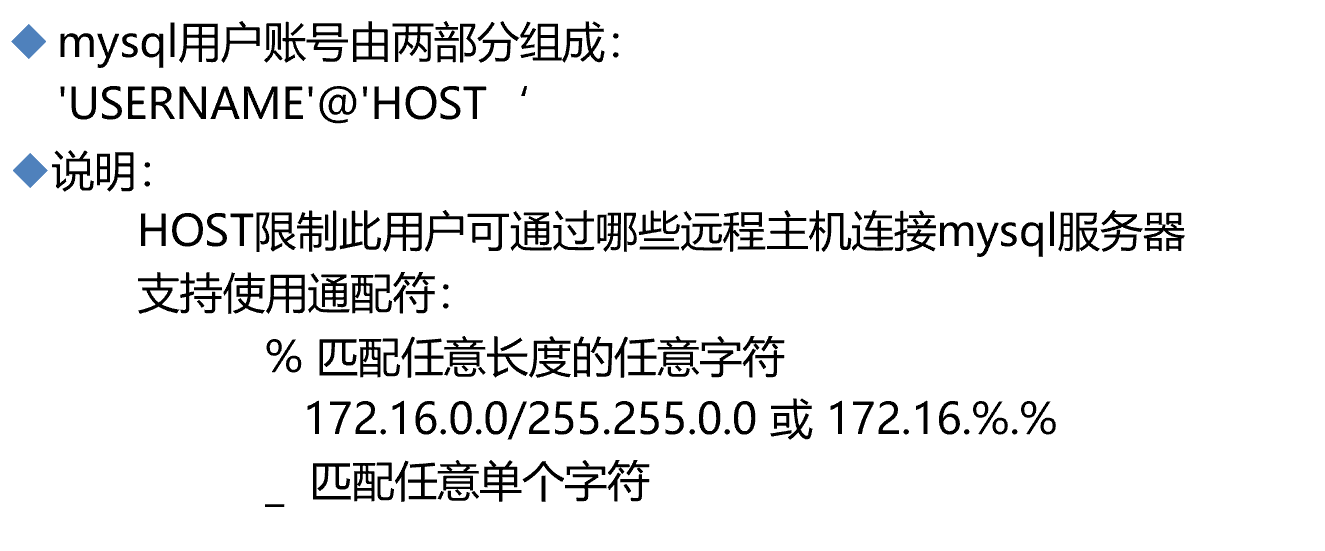 mysql用户账号由两部分组成：
'USERNAME'@'HOST ‘
说明：
HOST限制此用户可通过哪些远程主机连接mysql服务器
支持使用通配符：
% 匹配任意长度的任意字符
172.16.0.0/255.255.0.0 或 172.16.%.%
_ 匹配任意单个字符